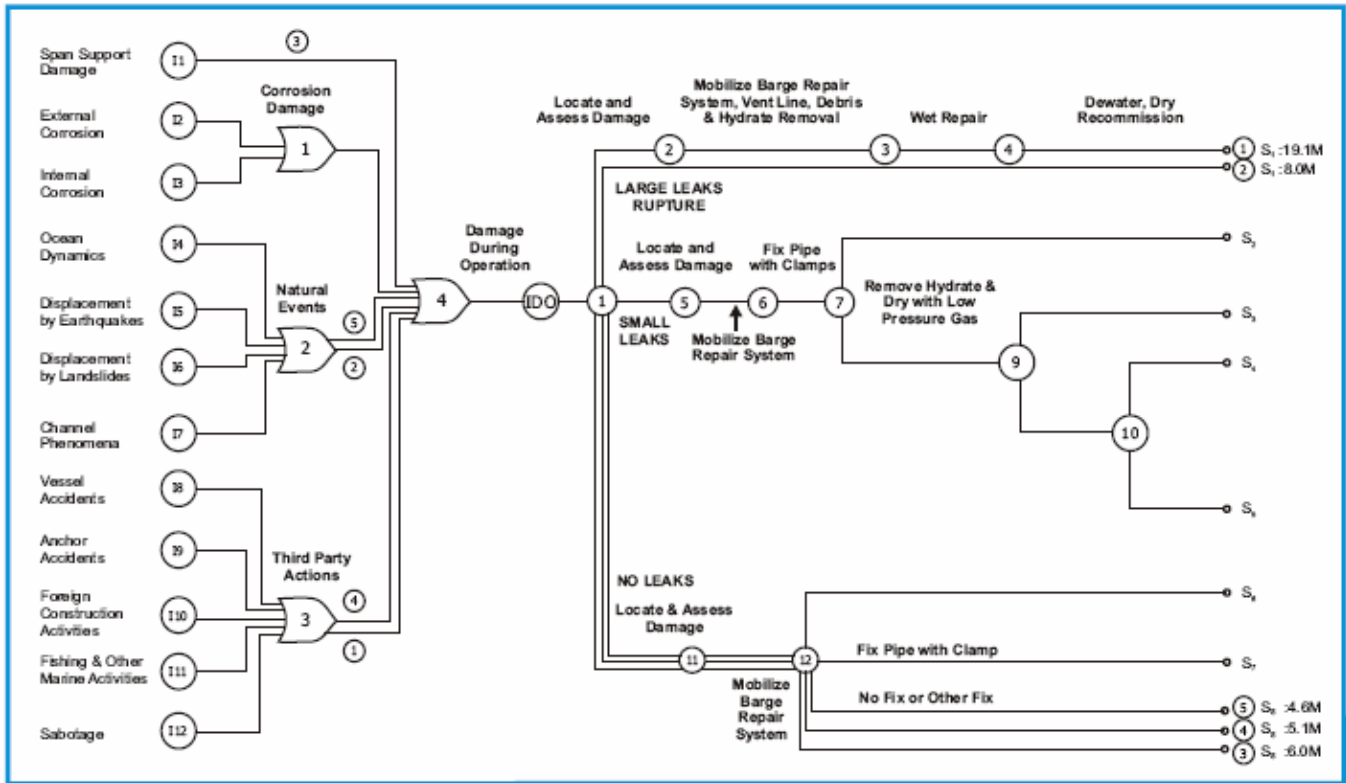 Span Support
Damage
I1
3
External
Corrosion
I2
Corrosion
Damage
1
Internal
Corrosion
I3
Ocean
Dynamics
I4
Displacement
by Earthquakes
I5
Natural
Events
5
2
2
Displacement
by Landslides
I6
Channel
Phenomena
I7
Vessel
Accidents
I8
Anchor
Accidents
I9
Third Party
Actions
4
3
1
Foreign
Construction
Activities
I10
Fishing & Other
Marine Activities
I11
Sabotage
I12
4
Damage
During
Operation
IDO
1
Locate and
Assess Damage
2
Mobilize Barge Repair
System, Vent Line, Debris
& Hydrate Removal
3
Wet Repair
4
Dewater, Dry
Recommission
1 S₁ :19.1M
2 S₁ :8.0M
LARGE LEAKS
RUPTURE
Locate and
Assess Damage
5
SMALL
LEAKS
Mobilize Barge
Repair System
Fix Pipe
with Clamps
6
7
S₂
Remove Hydrate &
Dry with Low
Pressure Gas
9
S₃
10
S₄
S₅
NO LEAKS
Locate & Assess
Damage
11
Mobilize
Barge
Repair
System
12
S₆
Fix Pipe with Clamp
S₇
No Fix or Other Fix
5 :4.6M
4 :5.1M
3 :6.0M